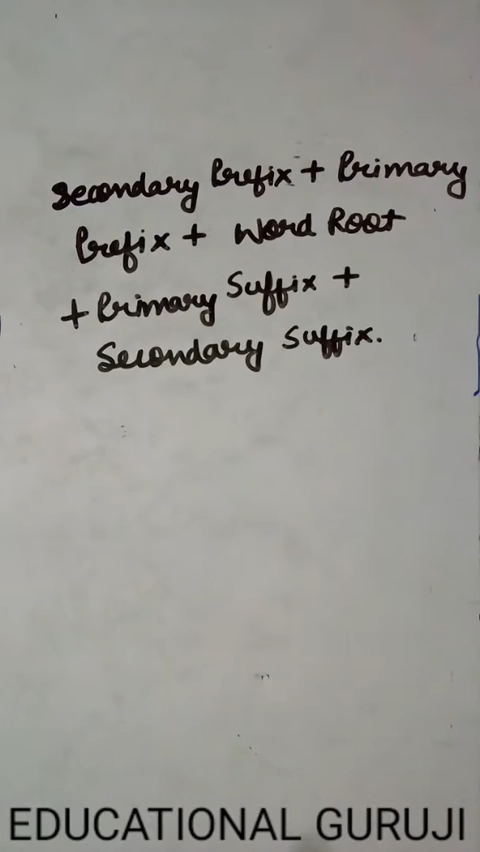 Secondary Prefix + Primary
Prefix + Word Root
+ Primary Suffix +
Secondary Suffix.
EDUCATIONAL GURUJI